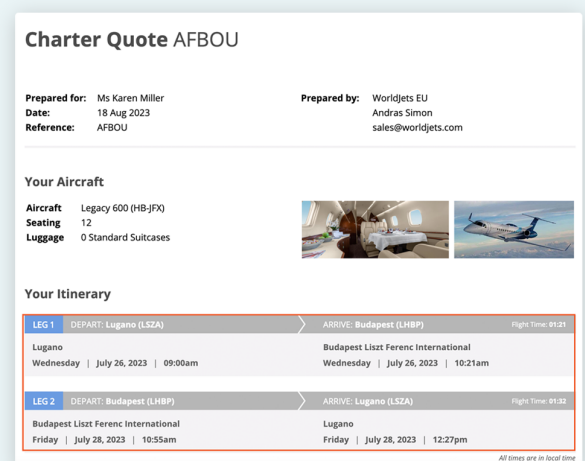 Charter Quote AFBOU
Prepared for: Ms Karen Miller
Date: 18 Aug 2023
Reference: AFBOU
Prepared by: WorldJets EU
Andras Simon
sales@worldjets.com
Your Aircraft
Aircraft Legacy 600 (HB-JFX)
Seating 12
Luggage 0 Standard Suitcases
Your Itinerary
LEG 1 DEPART: Lugano (LSZA) ARRIVE: Budapest (LHBP) Flight Time: 01:21
Lugano Budapest Liszt Ferenc International
Wednesday | July 26, 2023 | 09:00am Wednesday | July 26, 2023 | 10:21am
LEG 2 DEPART: Budapest (LHBP) ARRIVE: Lugano (LSZA) Flight Time: 01:32
Budapest Liszt Ferenc International Lugano
Friday | July 28, 2023 | 10:55am Friday | July 28, 2023 | 12:27pm
All times are in local time